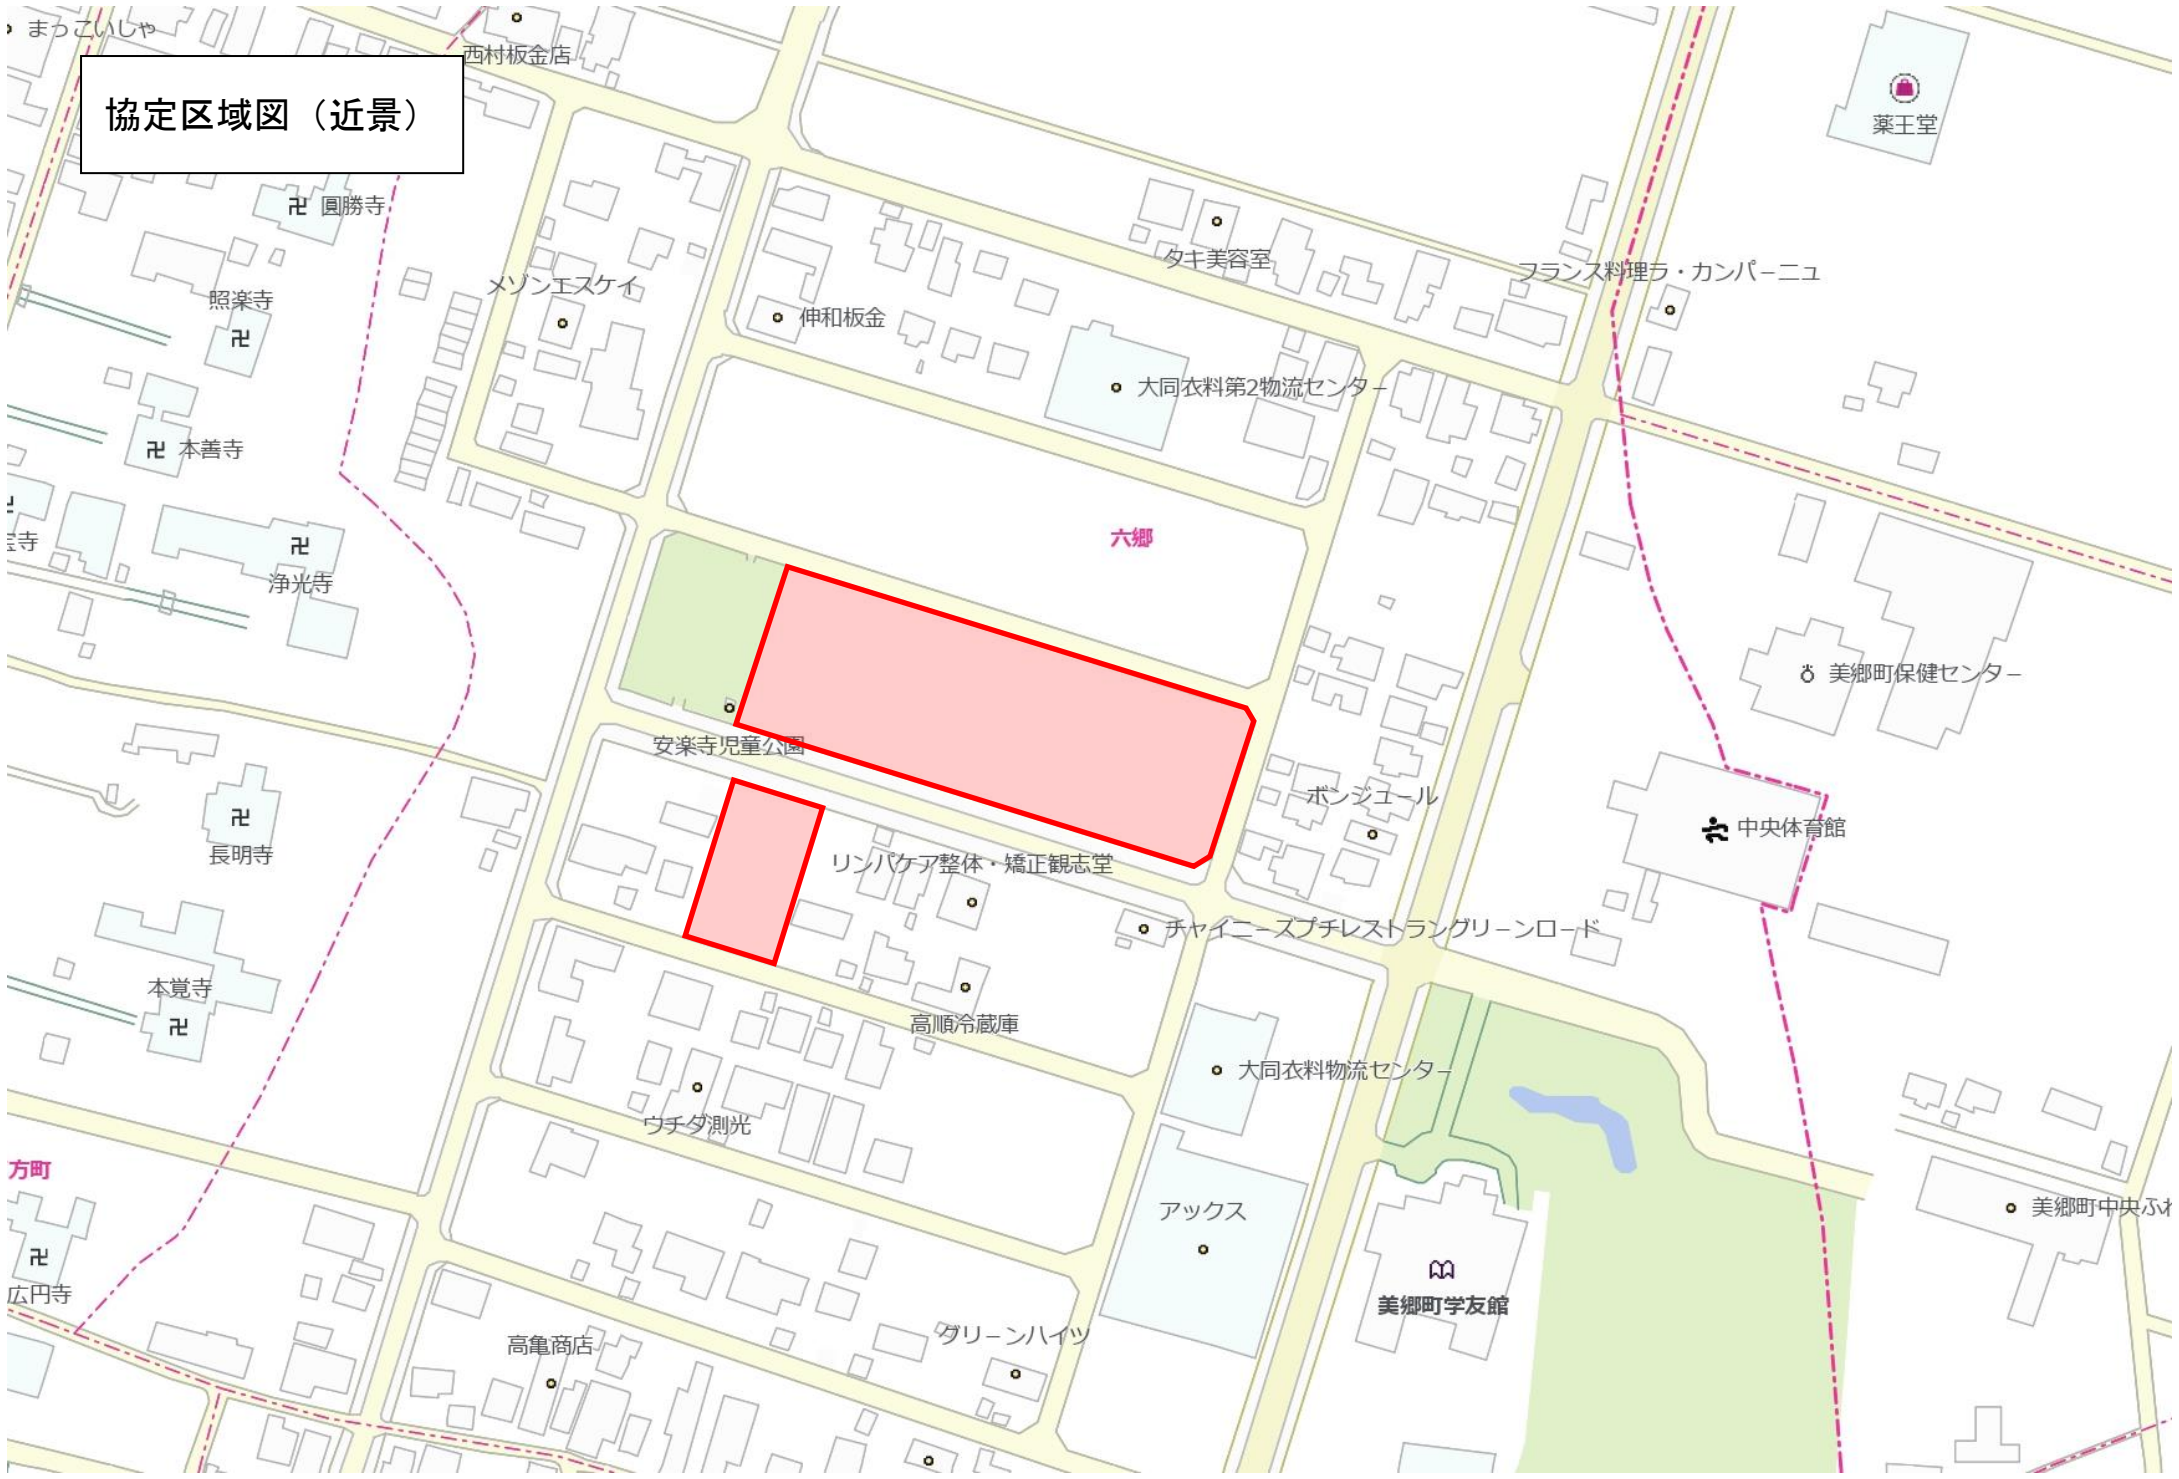 まっこいしゃ
西村板金店
協定区域図（近景）
薬王堂
圓勝寺
タキ美容室
フランス料理ラ・カンパーニュ
メゾンエスケイ
照楽寺
伸和板金
大同衣料第2物流センター
本善寺
六郷
浄光寺
美郷町保健センター
安楽寺児童公園
ボンジュール
中央体育館
長明寺
リンパケア整体・矯正観志堂
チャイニーズプチレストラングリーンロード
本覚寺
高順冷蔵庫
大同衣料物流センター
ウチダ測光
方町
アックス
美郷町中央ふれ
広円寺
美郷町学友館
グリーンハイツ
高亀商店